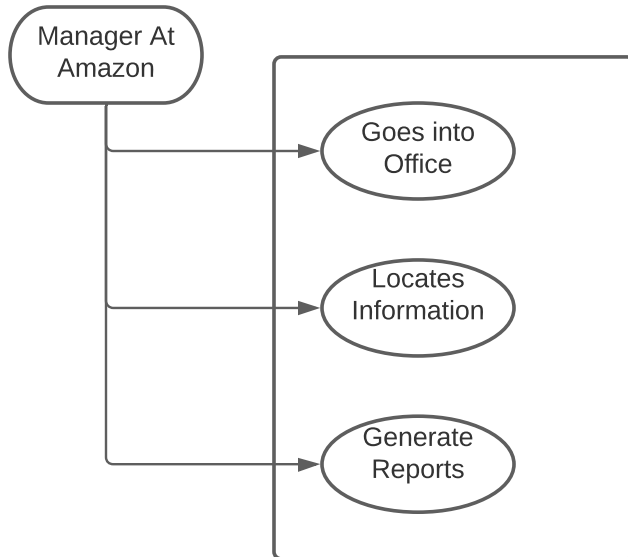 Manager At
Amazon
Goes into
Office
Locates
Information
Generate
Reports